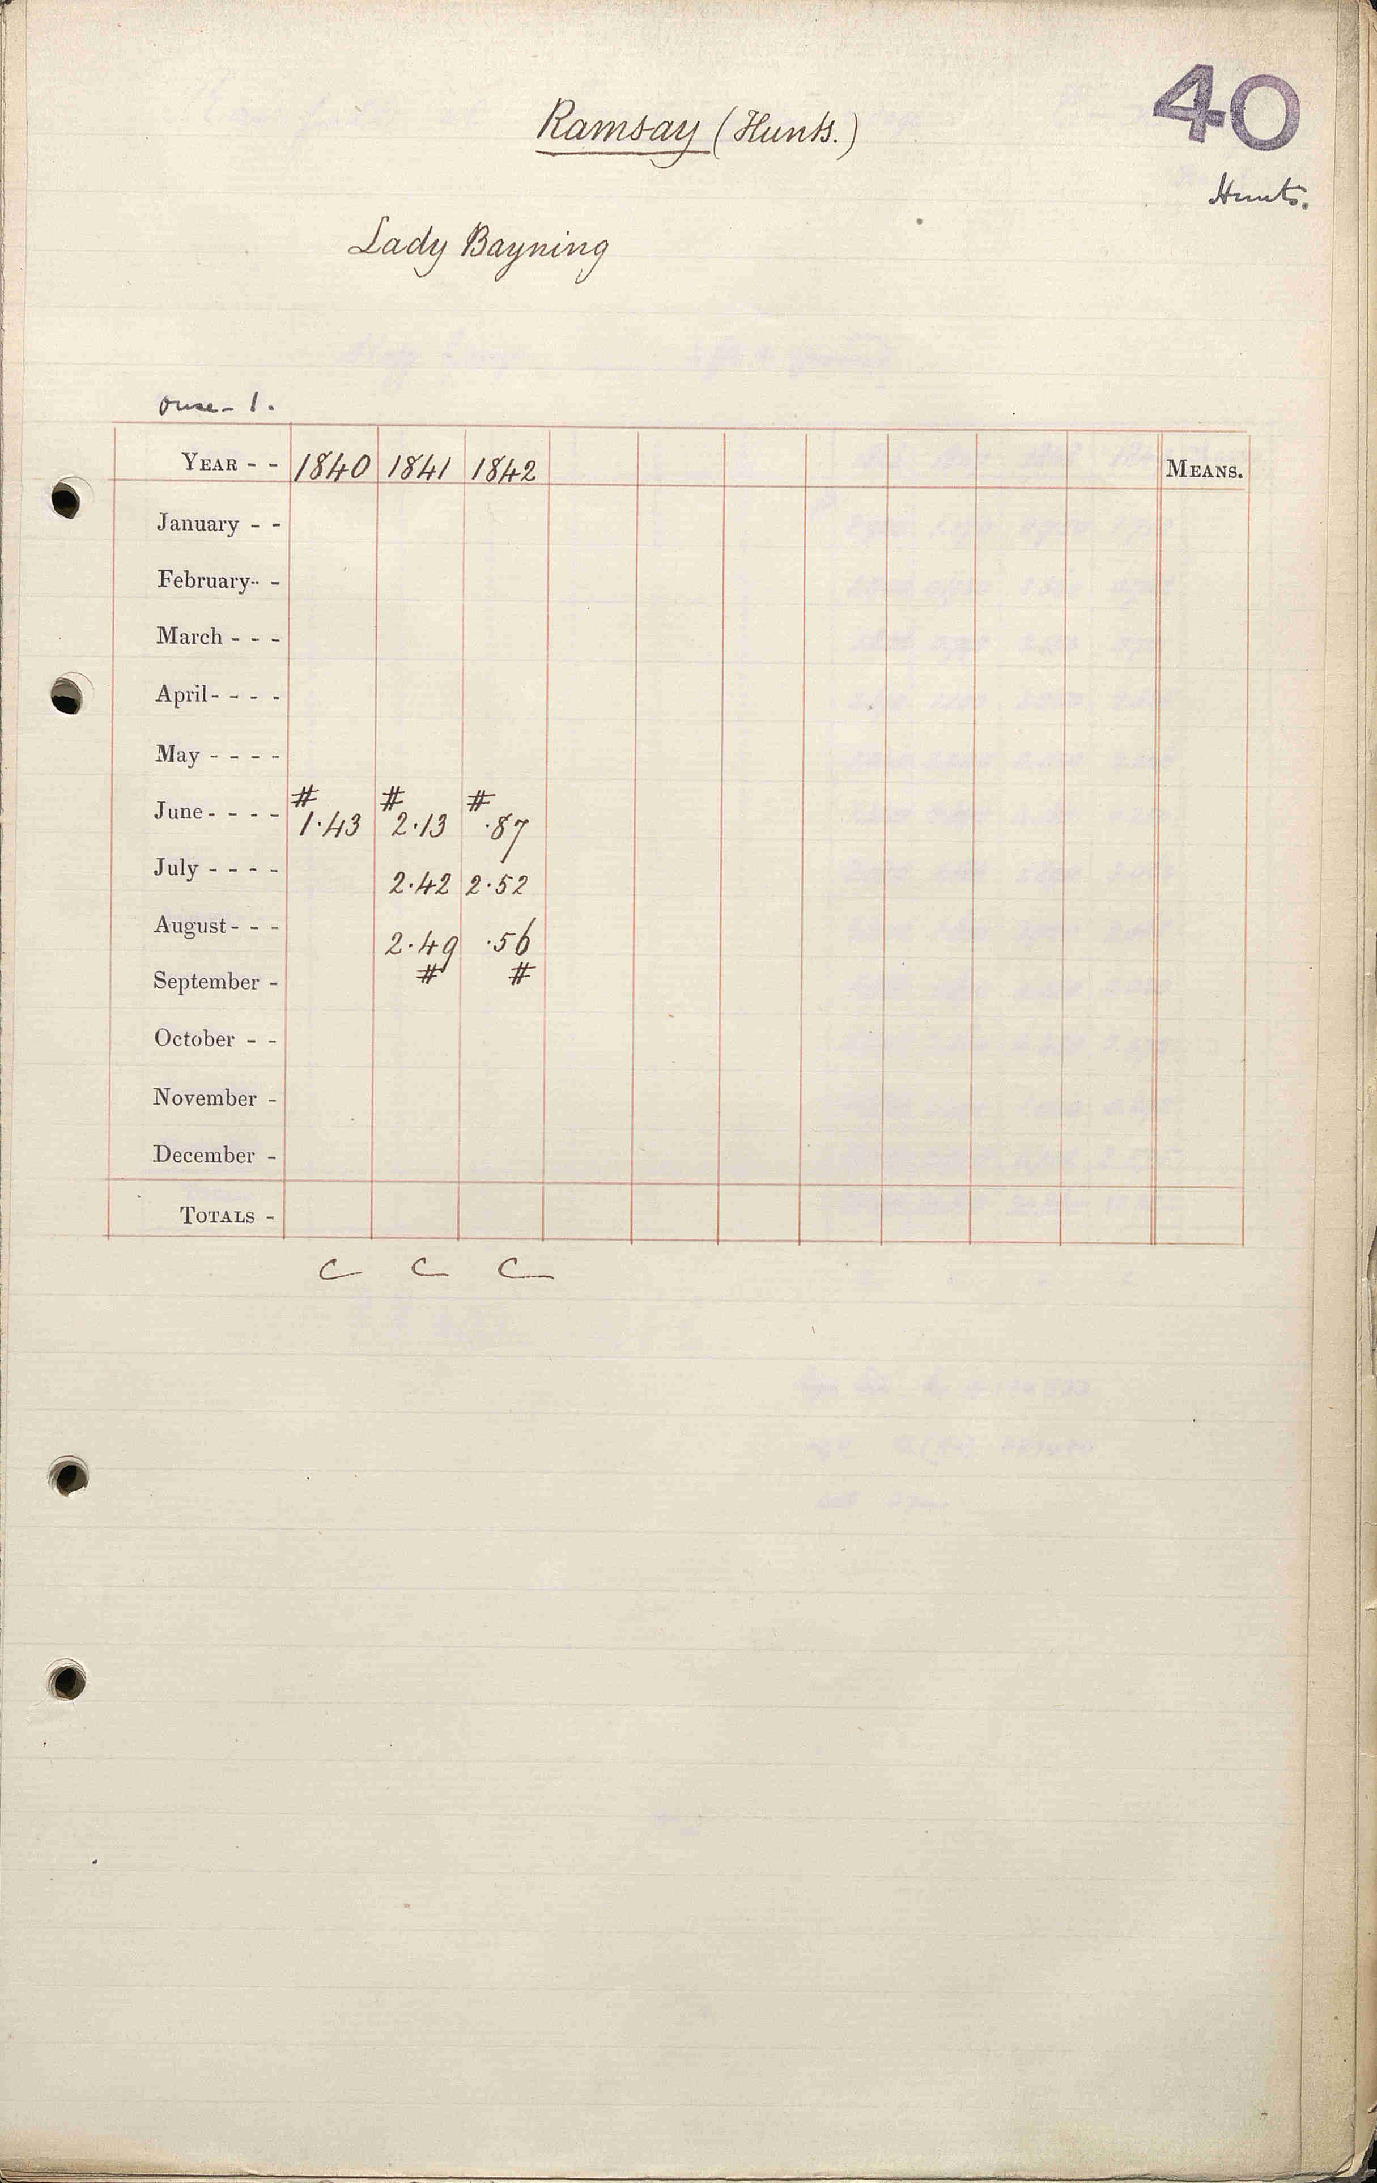 40
Ramsay (Hunts.)
Hunts.
Lady Bayning
Ouse - 1.
YEAR - - 1840 1841 1842 MEANS.
January - -
February - -
March - - -
April - - - -
May - - - -
# # #
June - - - - 1.43 2.13 .87
July - - - - 2.42 2.52
August - - - 2.49 .56
# #
September -
October - -
November -
December -
TOTALS -
C C C